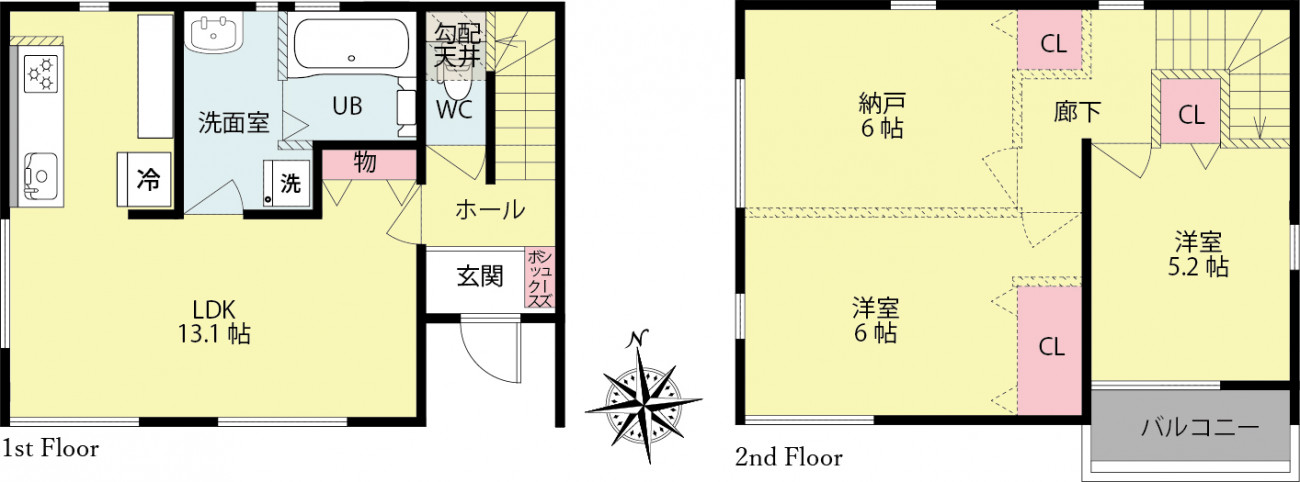 勾配
天井
洗面室
UB
WC
冷
洗
物
ホール
シューズ
ボックス
玄関
LDK
13.1 帖
1st Floor
N
CL
納戸
6 帖
廊下
CL
洋室
5.2 帖
洋室
6 帖
CL
バルコニー
2nd Floor